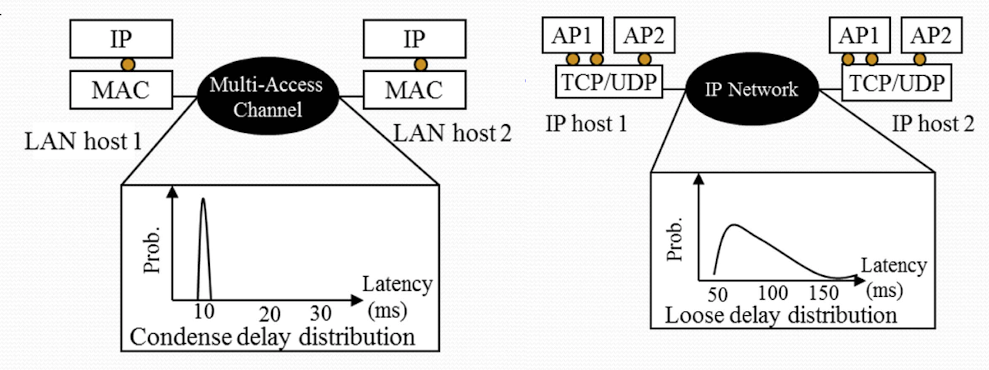 IP
IP
MAC
Multi-Access
Channel
MAC
LAN host 1
LAN host 2
Prob.
Latency
(ms)
10
20
30
Condense delay distribution
AP1
AP2
AP1
AP2
TCP/UDP
IP Network
TCP/UDP
IP host 1
IP host 2
Prob.
Latency
(ms)
50
100
150
Loose delay distribution